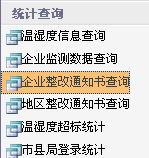 统计查询
温湿度信息查询
企业监测数据查询
企业整改通知书查询
地区整改通知书查询
温湿度超标统计
市县局登录统计